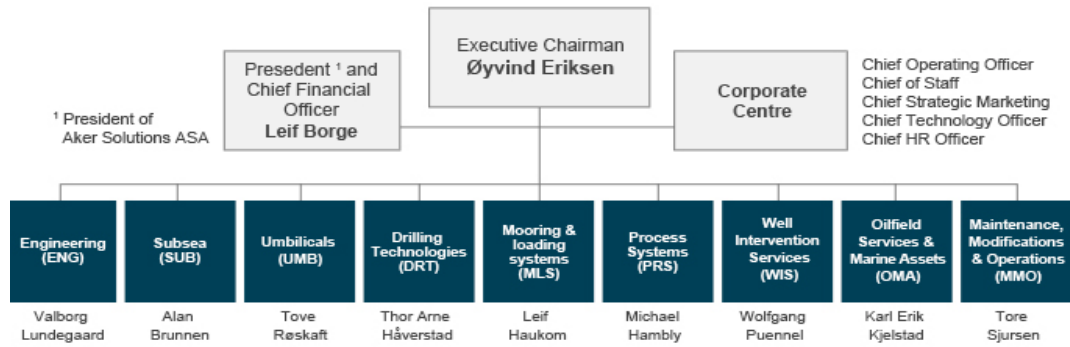 Executive Chairman
Øyvind Eriksen
Presedent ¹ and
Chief Financial
Officer
Leif Borge
¹ President of
Aker Solutions ASA
Corporate
Centre
Chief Operating Officer
Chief of Staff
Chief Strategic Marketing
Chief Technology Officer
Chief HR Officer
Engineering
(ENG)
Subsea
(SUB)
Umbilicals
(UMB)
Drilling
Technologies
(DRT)
Mooring &
loading
systems
(MLS)
Process
Systems
(PRS)
Well
Intervention
Services
(WIS)
Oilfield
Services &
Marine Assets
(OMA)
Maintenance,
Modifications
& Operations
(MMO)
Valborg
Lundegaard
Alan
Brunnen
Tove
Røskaft
Thor Arne
Håverstad
Leif
Haukom
Michael
Hambly
Wolfgang
Puennel
Karl Erik
Kjelstad
Tore
Sjursen